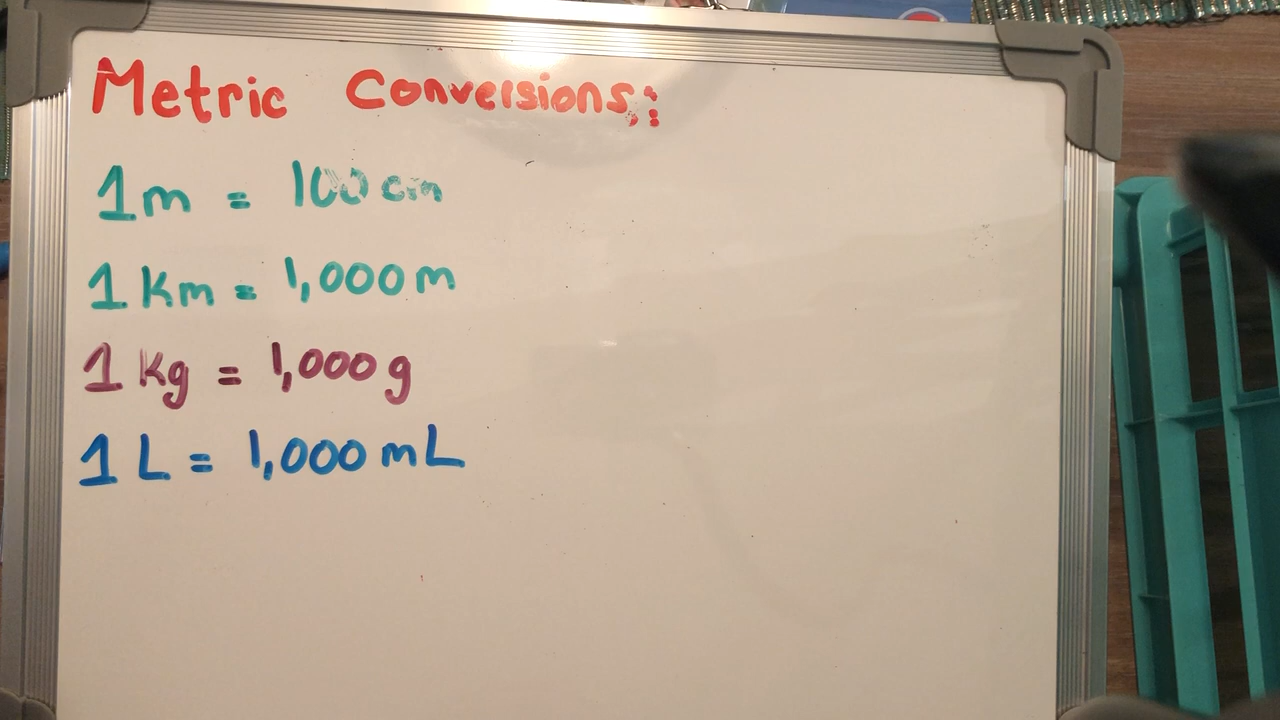 Metric Conversions:
1m = 100 cm
1 Km = 1,000 m
1 Kg = 1,000 g
1 L = 1,000 mL